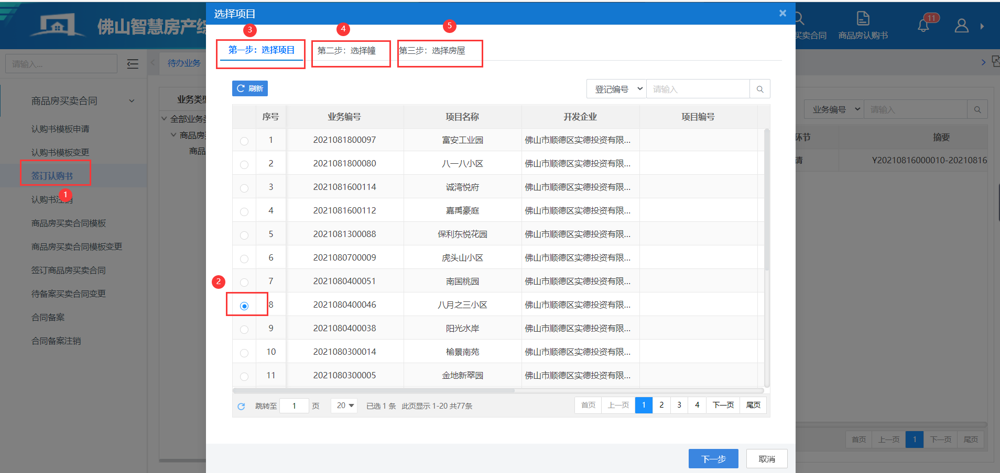 佛山智慧房产综
买卖合同
商品房认购书
11
请输入...
待办业务
商品房买卖合同
认购书模板申请
认购书模板变更
签订认购书
1
认购书注销
商品房买卖合同模板
商品房买卖合同模板变更
签订商品房买卖合同
待备案买卖合同变更
合同备案
合同备案注销
业务类型
全部业务类
商品房买
商品
选择项目
3
4
5
第一步：选择项目
第二步：选择幢
第三步：选择房屋
刷新
登记编号
请输入
序号 业务编号 项目名称 开发企业 项目编号
1 2021081800097 富安工业园 佛山市顺德区实德投资有限...
2 2021081800080 八一八小区 佛山市顺德区实德投资有限...
3 2021081600114 诚湾悦府 佛山市顺德区实德投资有限...
4 2021081600112 嘉禹豪庭 佛山市顺德区实德投资有限...
5 2021081300088 保利东悦花园 佛山市顺德区实德投资有限...
6 2021080700009 虎头山小区 佛山市顺德区实德投资有限...
7 2021080400051 南国桃园 佛山市顺德区实德投资有限...
2
8 2021080400046 八月之三小区 佛山市顺德区实德投资有限...
9 2021080400038 阳光水岸 佛山市顺德区实德投资有限...
10 2021080300014 榆景南苑 佛山市顺德区实德投资有限...
11 2021080300005 金地新翠园 佛山市顺德区实德投资有限...
跳转至 1 页 20 已选 1 条 此页显示 1-20 共77条
首页 上一页 1 2 3 4 下一页 尾页
下一步
取消
业务编号
请输入
环节 摘要
请 Y20210816000010-20210816
首页 上一页 1 下一页 尾页